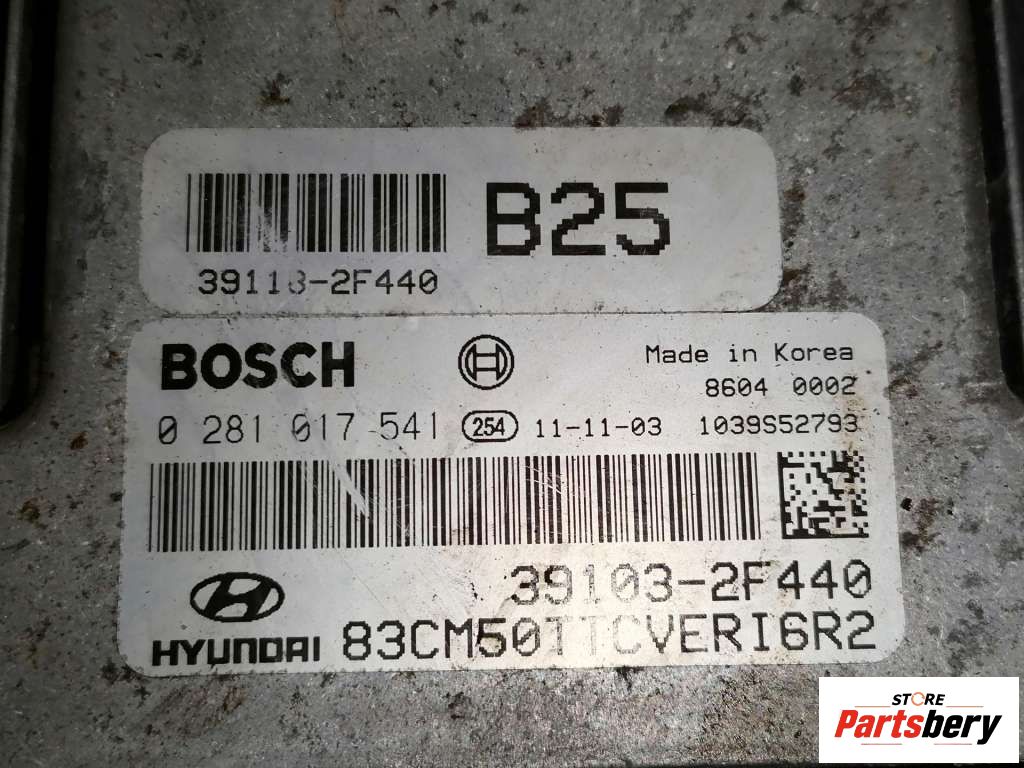 B25
39118-2F440
BOSCH
Made in Korea
8604 0002
0 281 017 541 254 11-11-03 1039S52793
39103-2F440
HYUNDAI 83CM50TTCVERI6R2
STORE
Partsbery